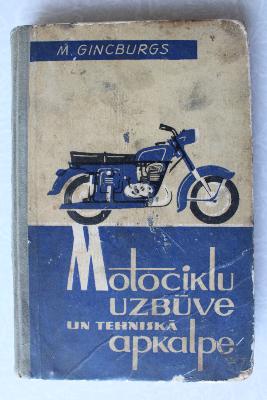 M. GINCBURGS
Motociklu
UZBŪVE
UN TEHNISKĀ
apkalpe